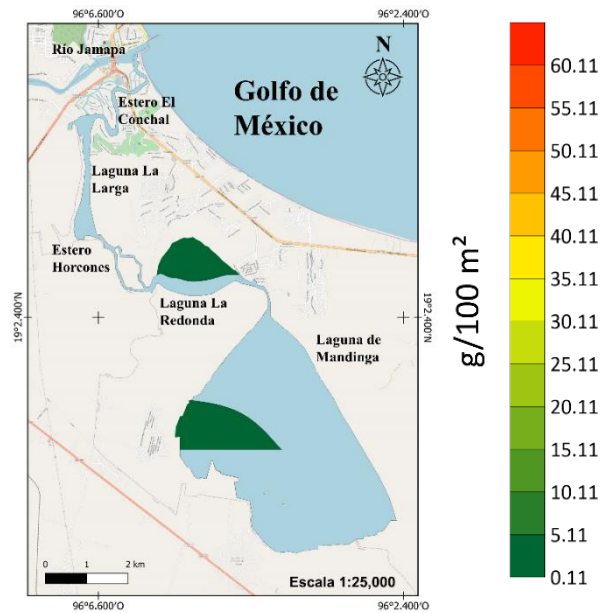 96°6.600'O
96°2.400'O
Río Jamapa
N
Estero El
Conchal
Golfo de
México
Laguna La
Larga
Estero
Horcones
Laguna La
Redonda
Laguna de
Mandinga
19°2.400'N
19°2.400'N
0 1 2 km
Escala 1:25,000
96°6.600'O
96°2.400'O
g/100 m²
60.11
55.11
50.11
45.11
40.11
35.11
30.11
25.11
20.11
15.11
10.11
5.11
0.11